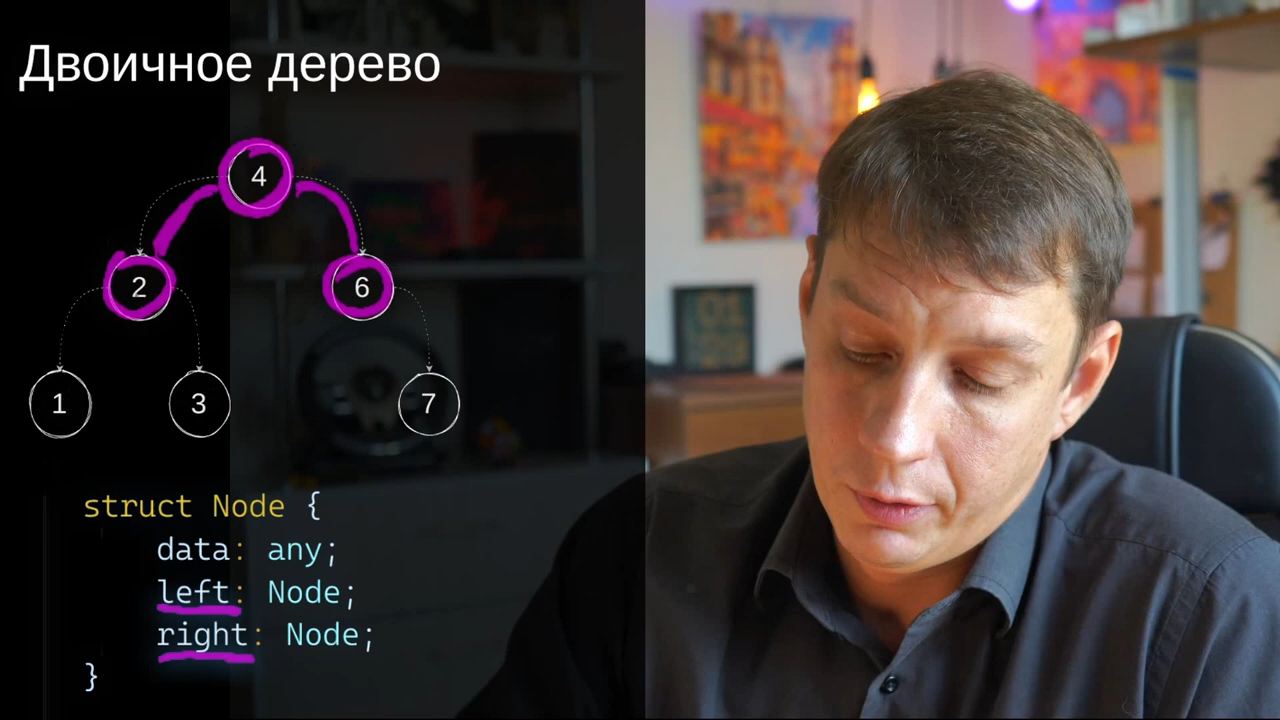 Двоичное дерево
4
2 6
1 3 7
struct Node {
data: any;
left: Node;
right: Node;
}